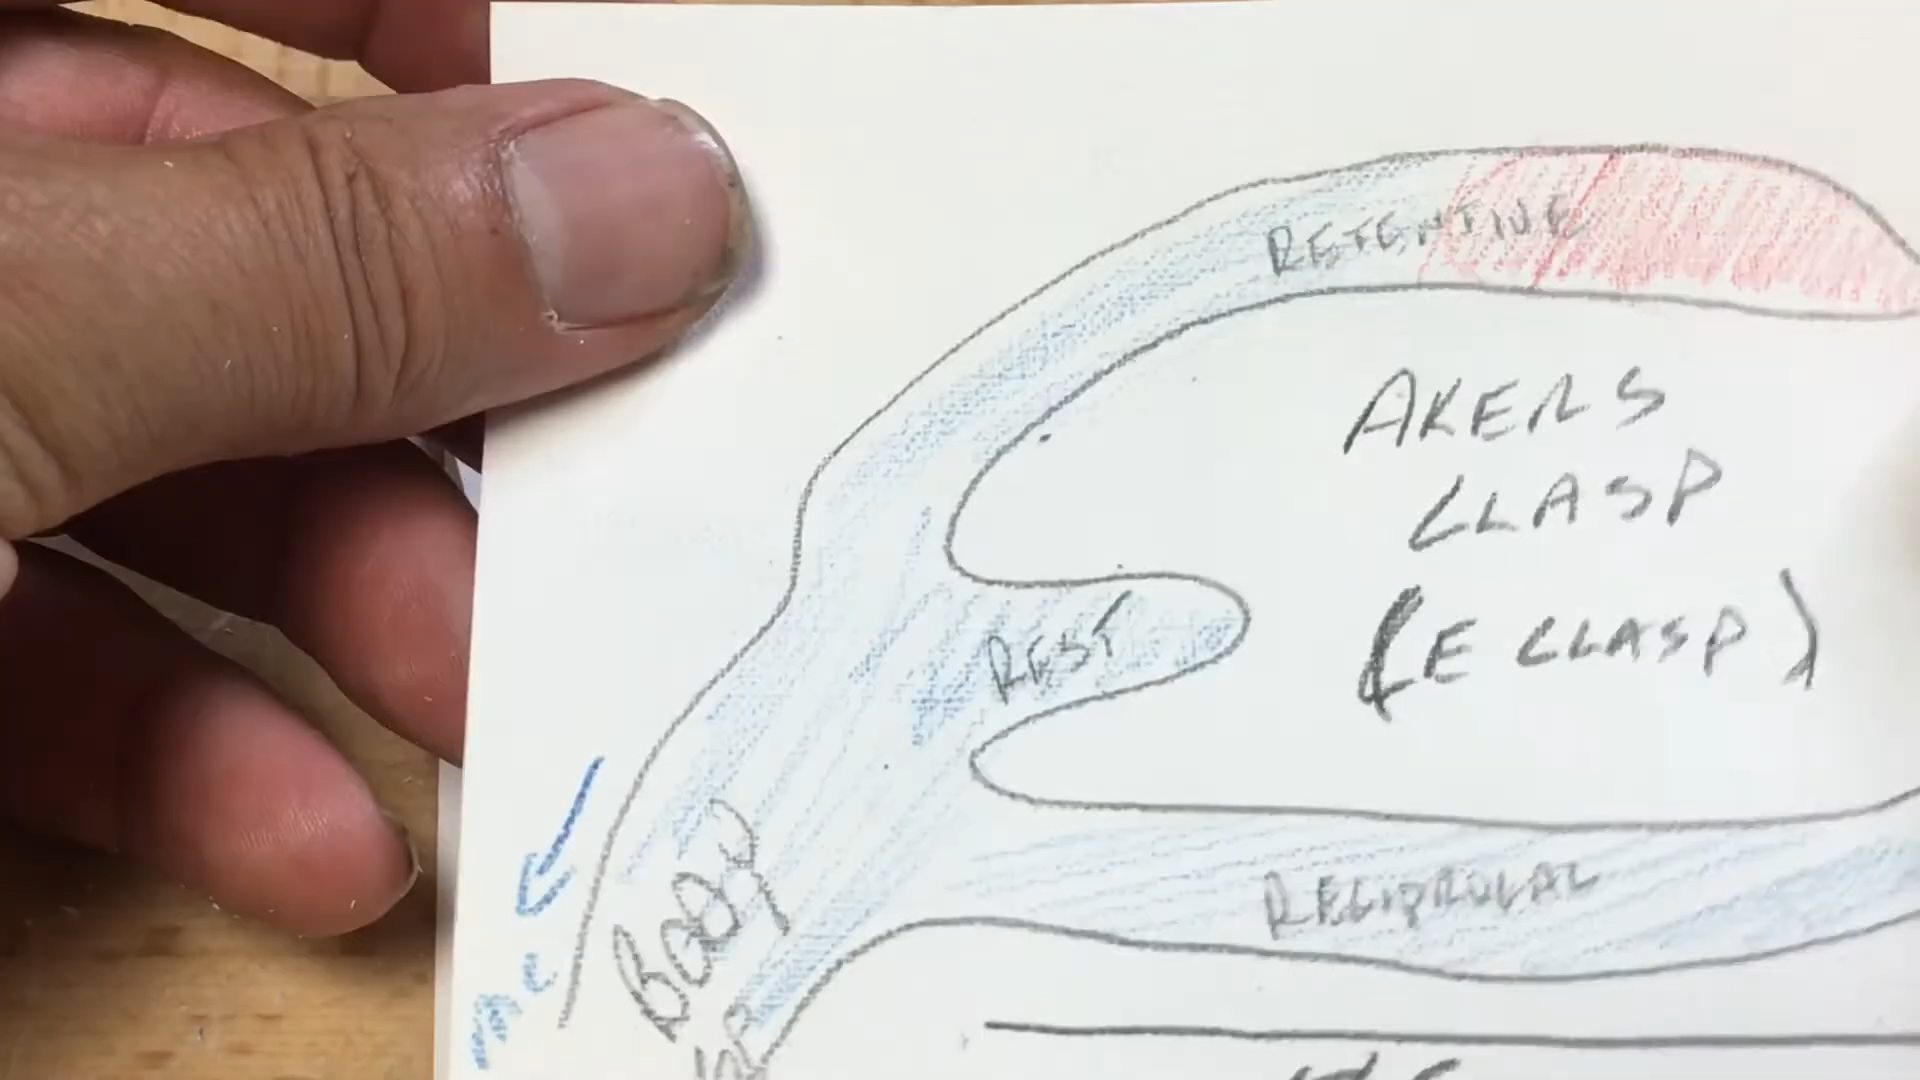 RETENTIVE
AKERS
CLASP
(E CLASP)
REST
RECIPROCAL
BODY